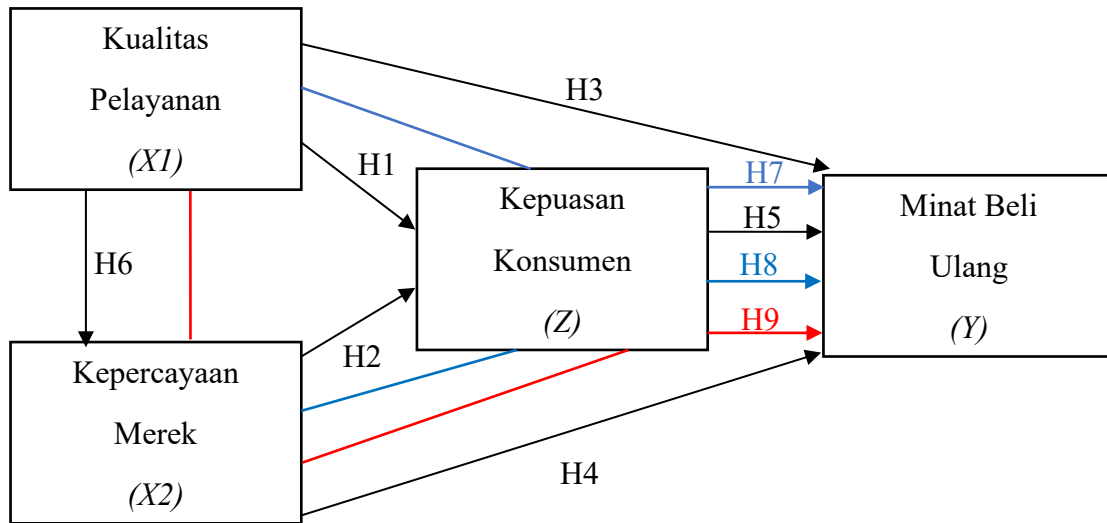 Kualitas
Pelayanan
(X1)
H3
H1
H6
Kepuasan
Konsumen
(Z)
H7
H5
H8
H9
Minat Beli
Ulang
(Y)
Kepercayaan
Merek
(X2)
H2
H4